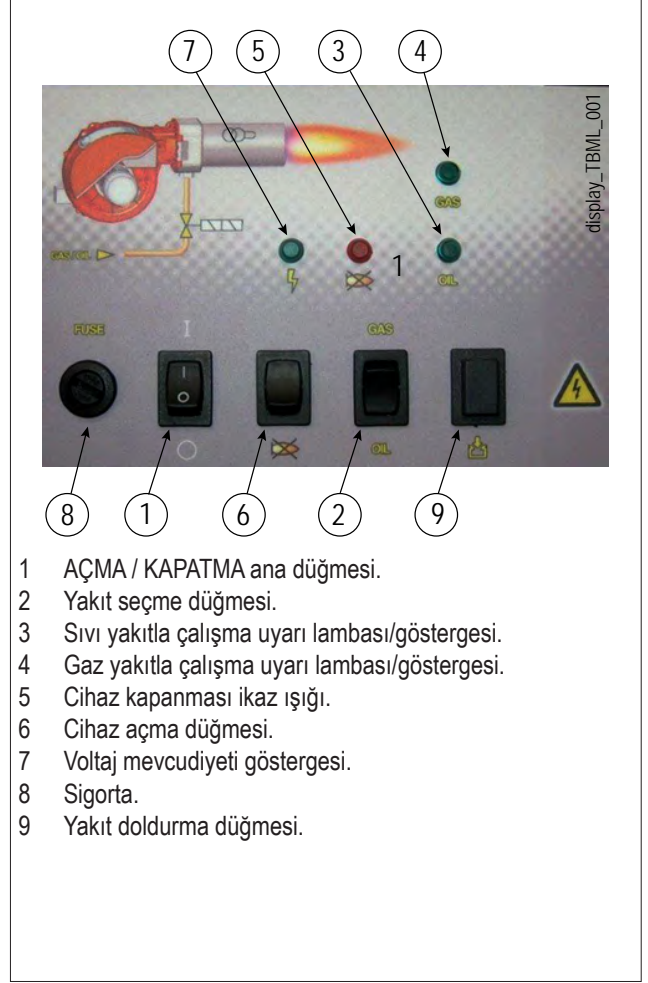 7 5 3 4
display_TBML_001
GAS
GAS / OIL
1
OIL
FUSE I GAS
I
O
OIL
8 1 6 2 9
1 AÇMA / KAPATMA ana düğmesi.
2 Yakıt seçme düğmesi.
3 Sıvı yakıtla çalışma uyarı lambası/göstergesi.
4 Gaz yakıtla çalışma uyarı lambası/göstergesi.
5 Cihaz kapanması ikaz ışığı.
6 Cihaz açma düğmesi.
7 Voltaj mevcudiyeti göstergesi.
8 Sigorta.
9 Yakıt doldurma düğmesi.